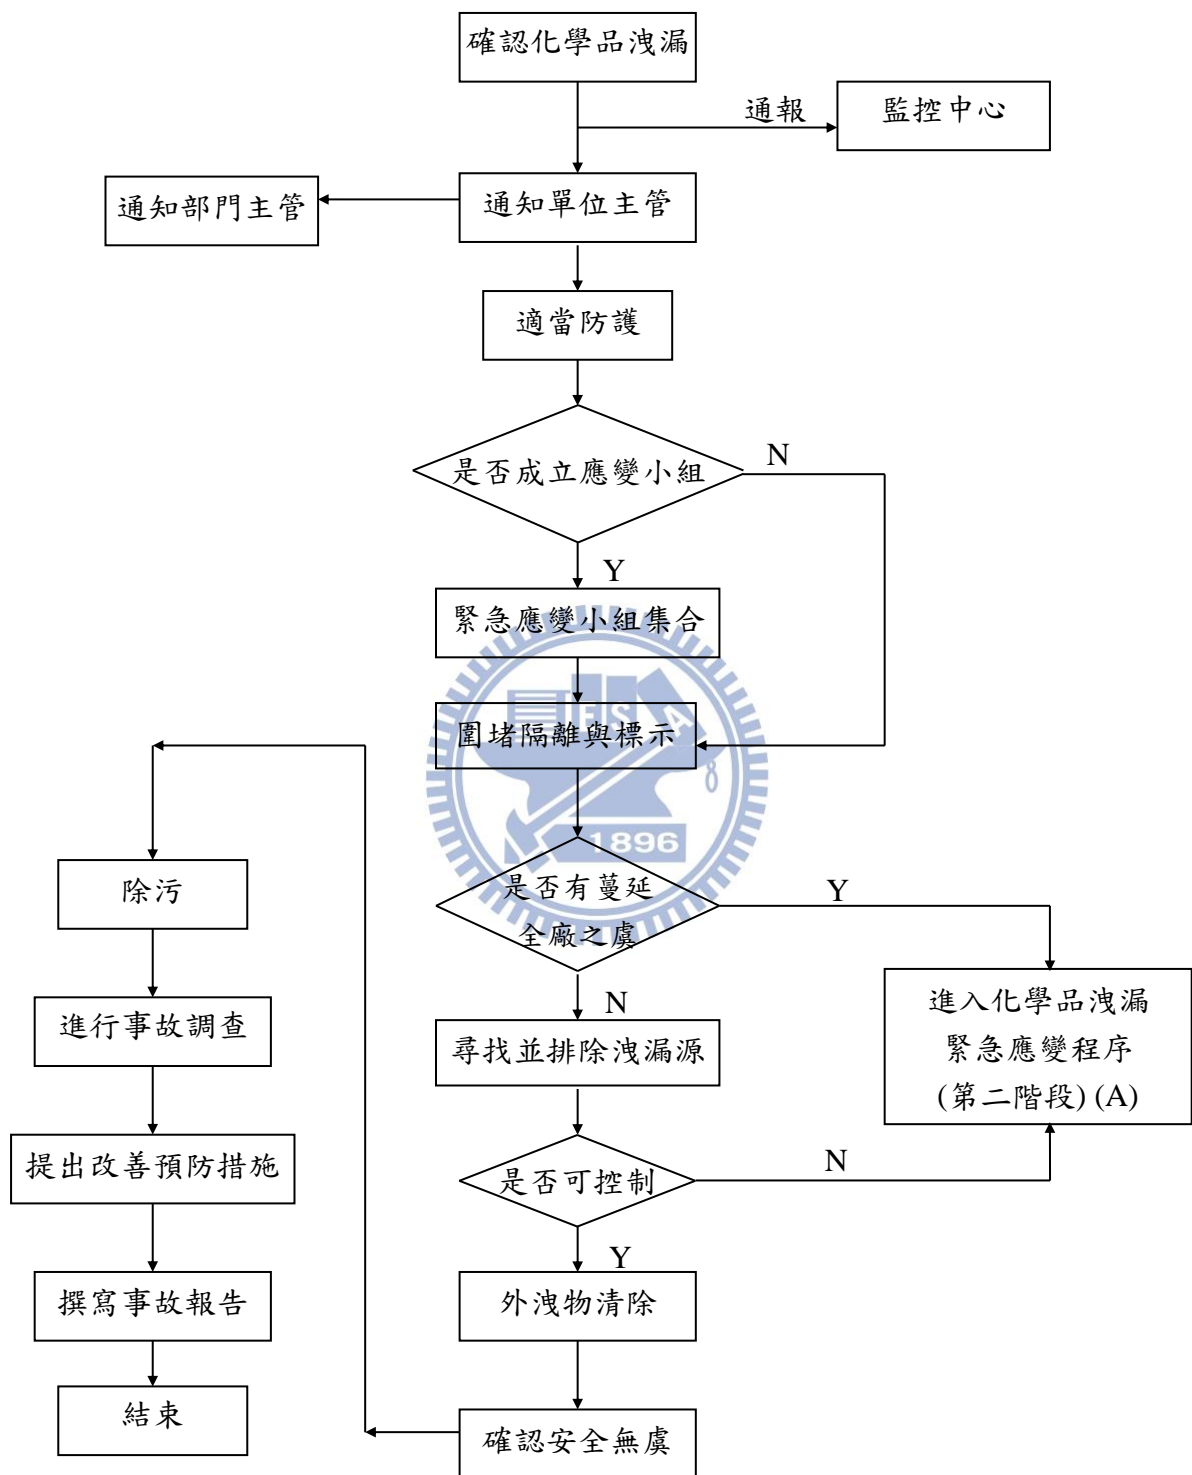 確認化學品洩漏
通報
監控中心
通知部門主管
通知單位主管
適當防護
是否成立應變小組
N
Y
緊急應變小組集合
ESA
圍堵隔離與標示
1896
除污
是否有蔓延
全廠之虞
Y
N
進入化學品洩漏
緊急應變程序
(第二階段) (A)
進行事故調查
尋找並排除洩漏源
提出改善預防措施
是否可控制
N
Y
撰寫事故報告
外洩物清除
結束
確認安全無虞